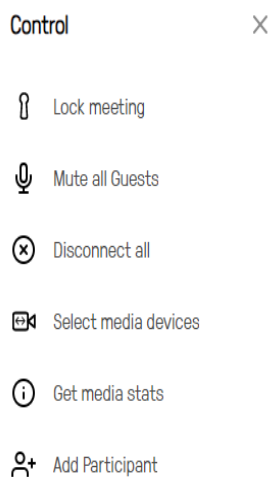 Control
Lock meeting
Mute all Guests
Disconnect all
Select media devices
Get media stats
Add Participant